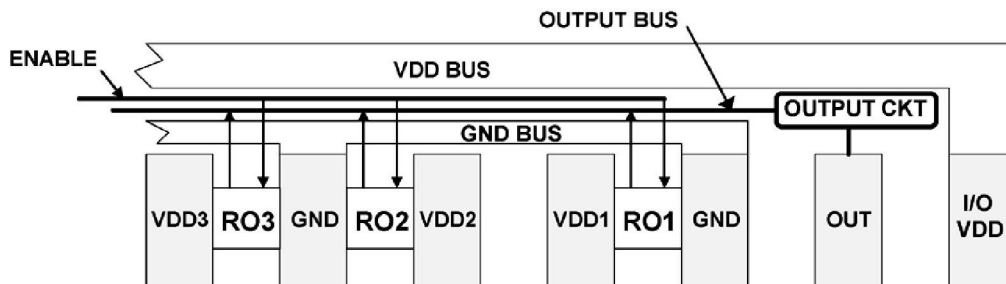 OUTPUT BUS
ENABLE
VDD BUS
OUTPUT CKT
GND BUS
VDD3
RO3
GND
RO2
VDD2
VDD1
RO1
GND
OUT
I/O
VDD